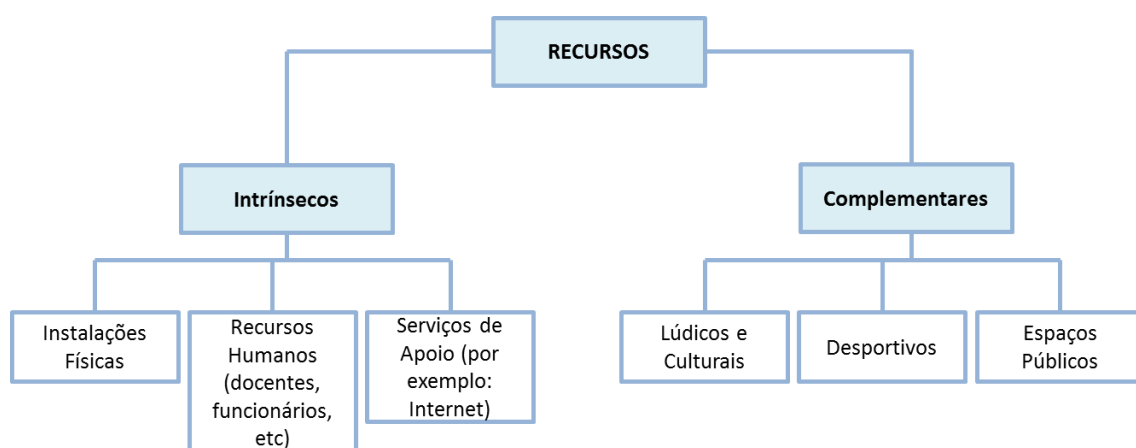 RECURSOS
Intrínsecos
Complementares
Instalações
Físicas
Recursos
Humanos
(docentes,
funcionários,
etc)
Serviços de
Apoio (por
exemplo:
Internet)
Lúdicos e
Culturais
Desportivos
Espaços
Públicos